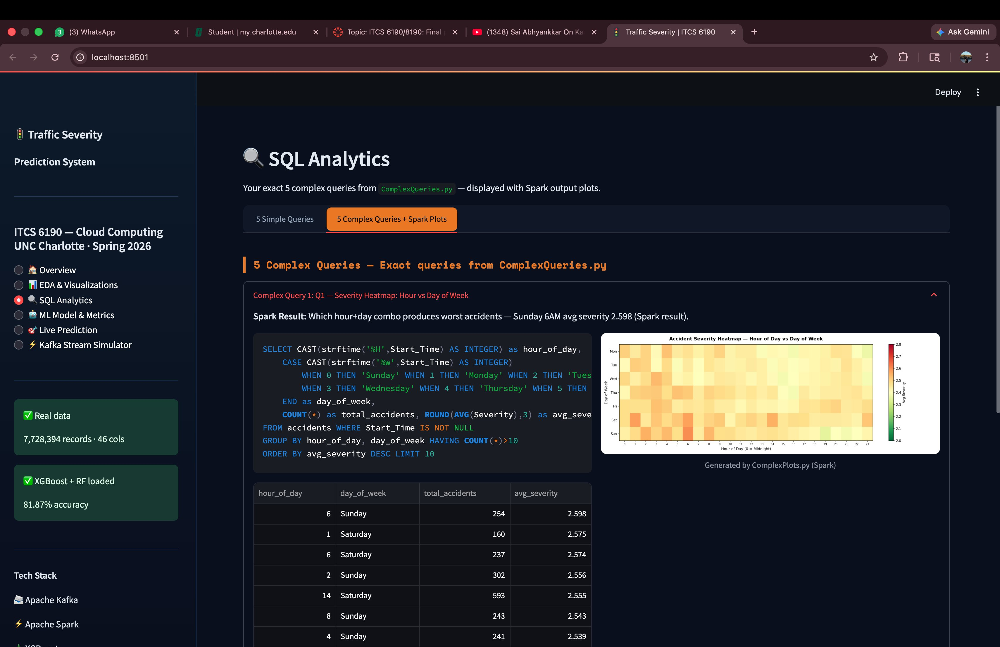 3 (3) WhatsApp
Student | my.charlotte.edu
Topic: ITCS 6190/8190: Final
(1348) Sai Abhyankkar On Ka
Traffic Severity | ITCS 6190
Ask Gemini
localhost:8501
Deploy
Traffic Severity
Prediction System
ITCS 6190 — Cloud Computing
UNC Charlotte · Spring 2026
Overview
EDA & Visualizations
SQL Analytics
ML Model & Metrics
Live Prediction
Kafka Stream Simulator
Real data
7,728,394 records · 46 cols
XGBoost + RF loaded
81.87% accuracy
Tech Stack
Apache Kafka
Apache Spark
SQL Analytics
Your exact 5 complex queries from ComplexQueries.py — displayed with Spark output plots.
5 Simple Queries
5 Complex Queries + Spark Plots
5 Complex Queries — Exact queries from ComplexQueries.py
Complex Query 1: Q1 — Severity Heatmap: Hour vs Day of Week
Spark Result: Which hour+day combo produces worst accidents — Sunday 6AM avg severity 2.598 (Spark result).
SELECT CAST(strftime('%H',Start_Time) AS INTEGER) as hour_of_day,
CASE CAST(strftime('%w',Start_Time) AS INTEGER)
WHEN 0 THEN 'Sunday' WHEN 1 THEN 'Monday' WHEN 2 THEN 'Tues
WHEN 3 THEN 'Wednesday' WHEN 4 THEN 'Thursday' WHEN 5 THEN
END as day_of_week,
COUNT(*) as total_accidents, ROUND(AVG(Severity),3) as avg_seve
FROM accidents WHERE Start_Time IS NOT NULL
GROUP BY hour_of_day, day_of_week HAVING COUNT(*)>10
ORDER BY avg_severity DESC LIMIT 10
Accident Severity Heatmap — Hour of Day vs Day of Week
Day of Week
Mon
Tue
Wed
Thu
Fri
Sat
Sun
0 1 2 3 4 5 6 7 8 9 10 11 12 13 14 15 16 17 18 19 20 21 22 23
Hour of Day (0 = Midnight)
2.8
2.7
2.6
2.5
2.4
2.3
2.2
2.1
2.0
Avg Severity
Generated by ComplexPlots.py (Spark)
hour_of_day day_of_week total_accidents avg_severity
6 Sunday 254 2.598
1 Saturday 160 2.575
6 Saturday 237 2.574
2 Sunday 302 2.556
14 Saturday 593 2.555
8 Sunday 243 2.543
4 Sunday 241 2.539